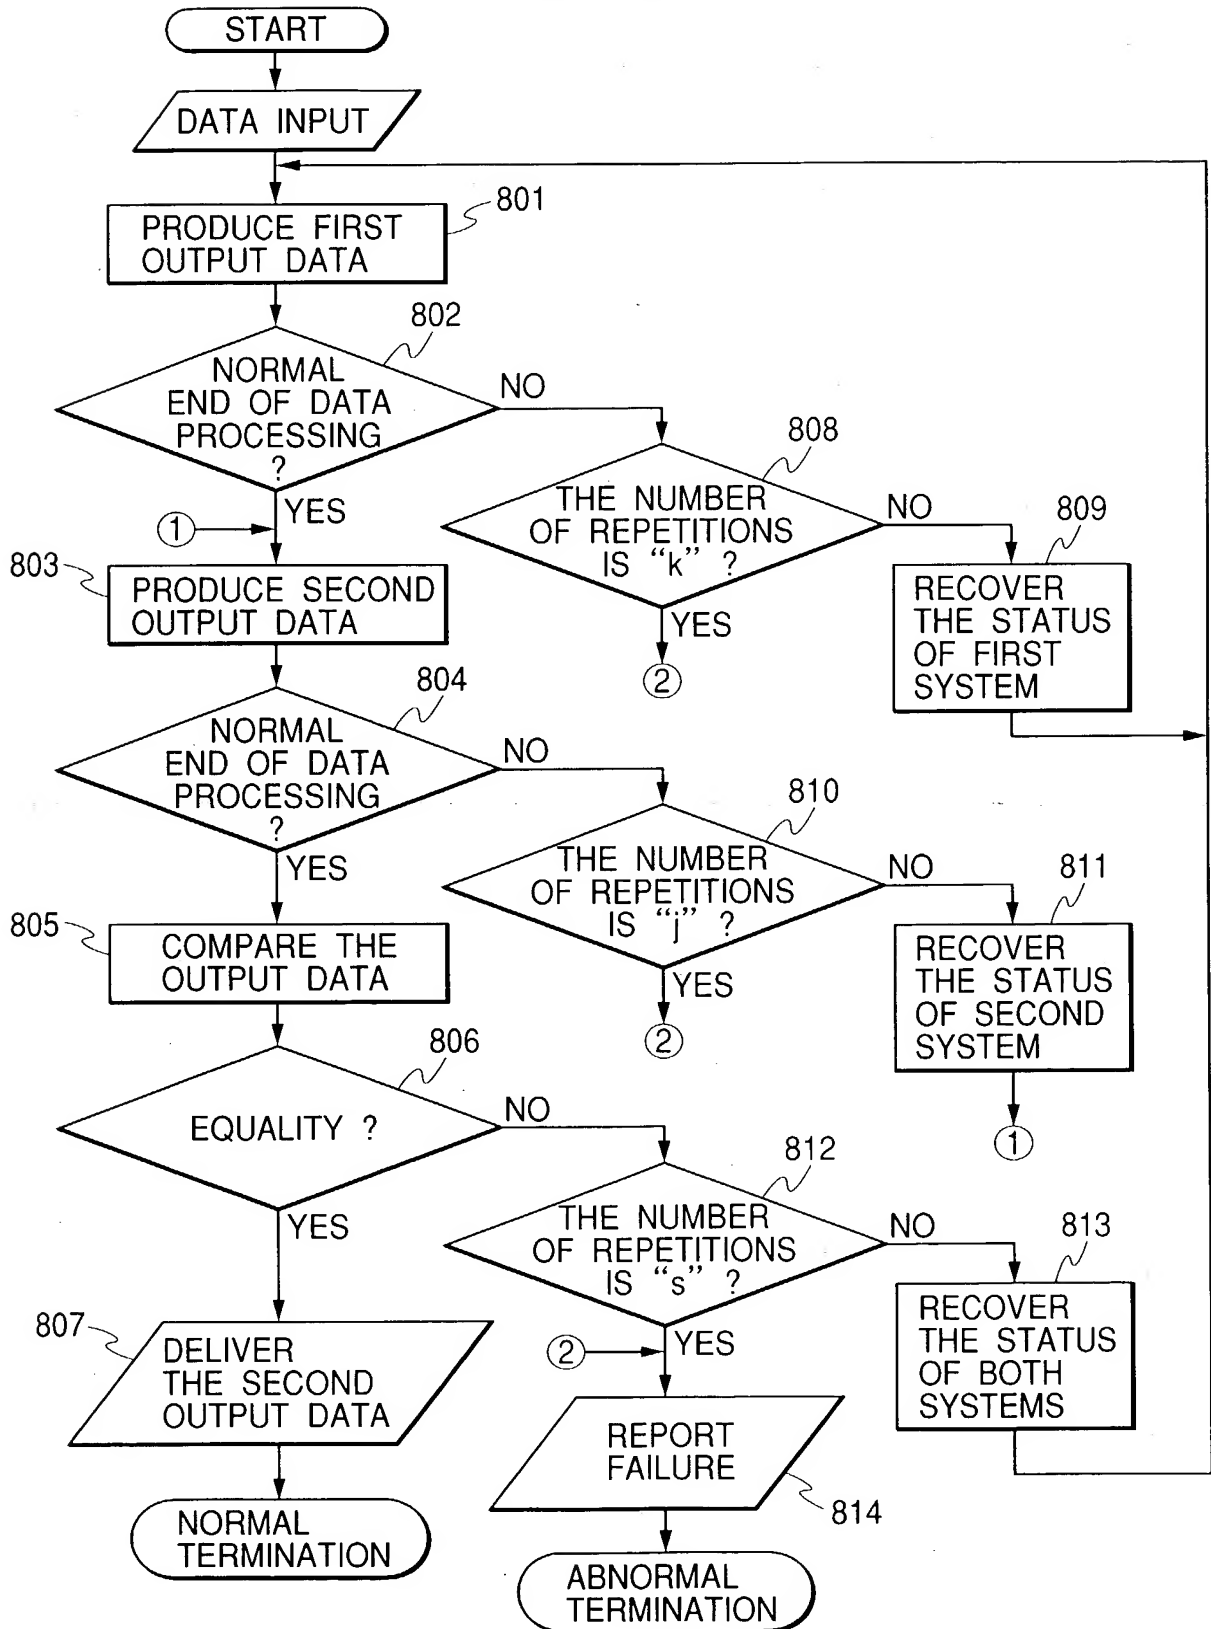 START
DATA INPUT
801
PRODUCE FIRST
OUTPUT DATA
802
NORMAL
END OF DATA
PROCESSING
?
NO
YES
808
THE NUMBER
OF REPETITIONS
IS “k” ?
NO
YES
2
809
RECOVER
THE STATUS
OF FIRST
SYSTEM
1
803
PRODUCE SECOND
OUTPUT DATA
804
NORMAL
END OF DATA
PROCESSING
?
NO
YES
810
THE NUMBER
OF REPETITIONS
IS “j” ?
NO
YES
2
811
RECOVER
THE STATUS
OF SECOND
SYSTEM
1
805
COMPARE THE
OUTPUT DATA
806
EQUALITY ?
NO
YES
812
THE NUMBER
OF REPETITIONS
IS “s” ?
NO
YES
813
RECOVER
THE STATUS
OF BOTH
SYSTEMS
807
DELIVER
THE SECOND
OUTPUT DATA
2
REPORT
FAILURE
814
NORMAL
TERMINATION
ABNORMAL
TERMINATION